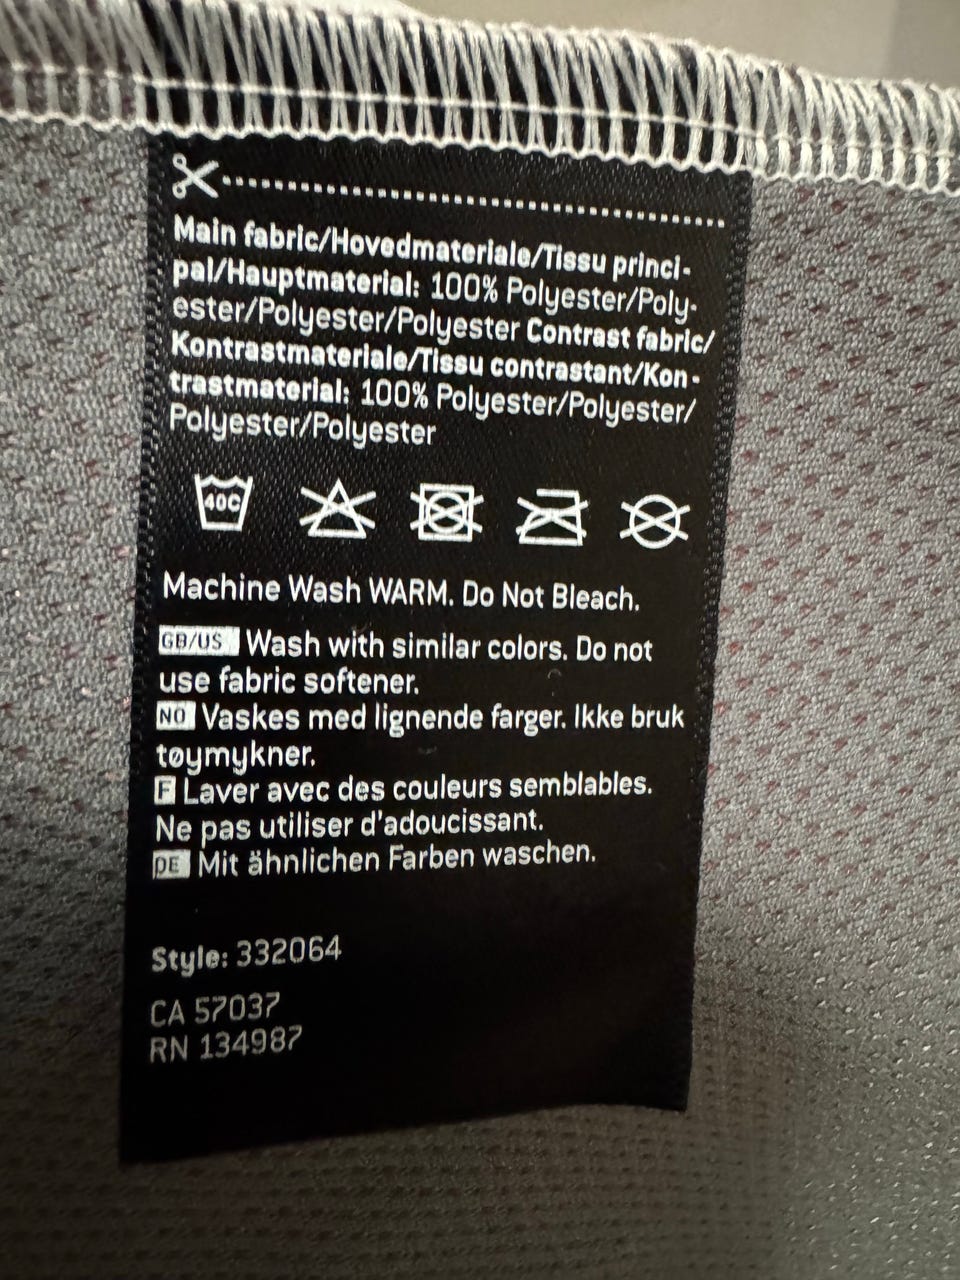 Main fabric/Hovedmateriale/Tissu princi-
pal/Hauptmaterial: 100% Polyester/Poly-
ester/Polyester/Polyester Contrast fabric/
Kontrastmateriale/Tissu contrastant/Kon-
trastmaterial: 100% Polyester/Polyester/
Polyester/Polyester
40C
Machine Wash WARM. Do Not Bleach.
GB/US Wash with similar colors. Do not
use fabric softener.
NO Vaskes med lignende farger. Ikke bruk
tøymykner.
F Laver avec des couleurs semblables.
Ne pas utiliser d'adoucissant.
DE Mit ähnlichen Farben waschen.
Style: 332064
CA 57037
RN 134987